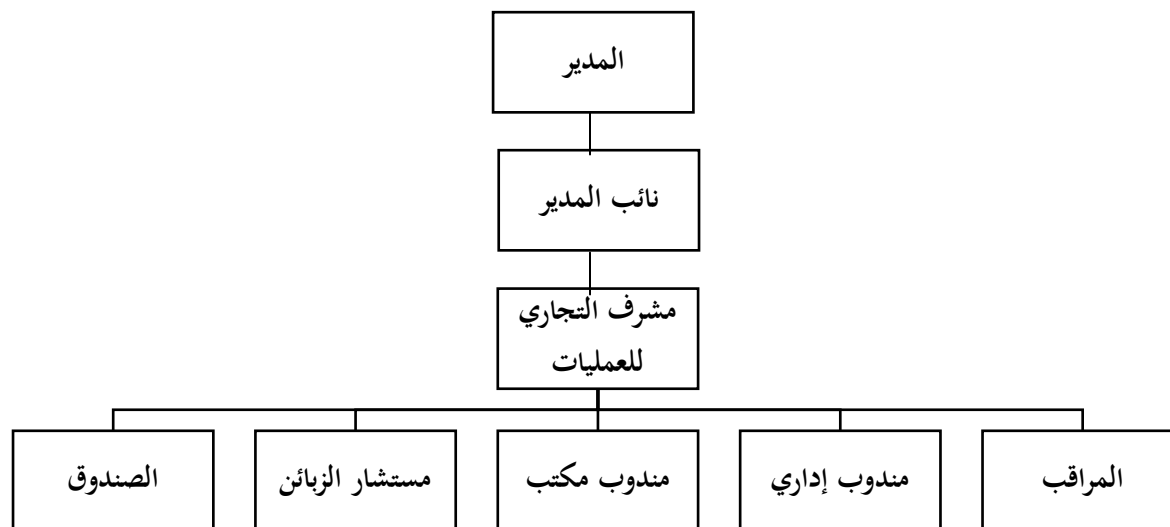 المدير
نائب المدير
مشرف التجاري
للعمليات
المراقب
مندوب إداري
مندوب مكتب
مستشار الزبائن
الصندوق